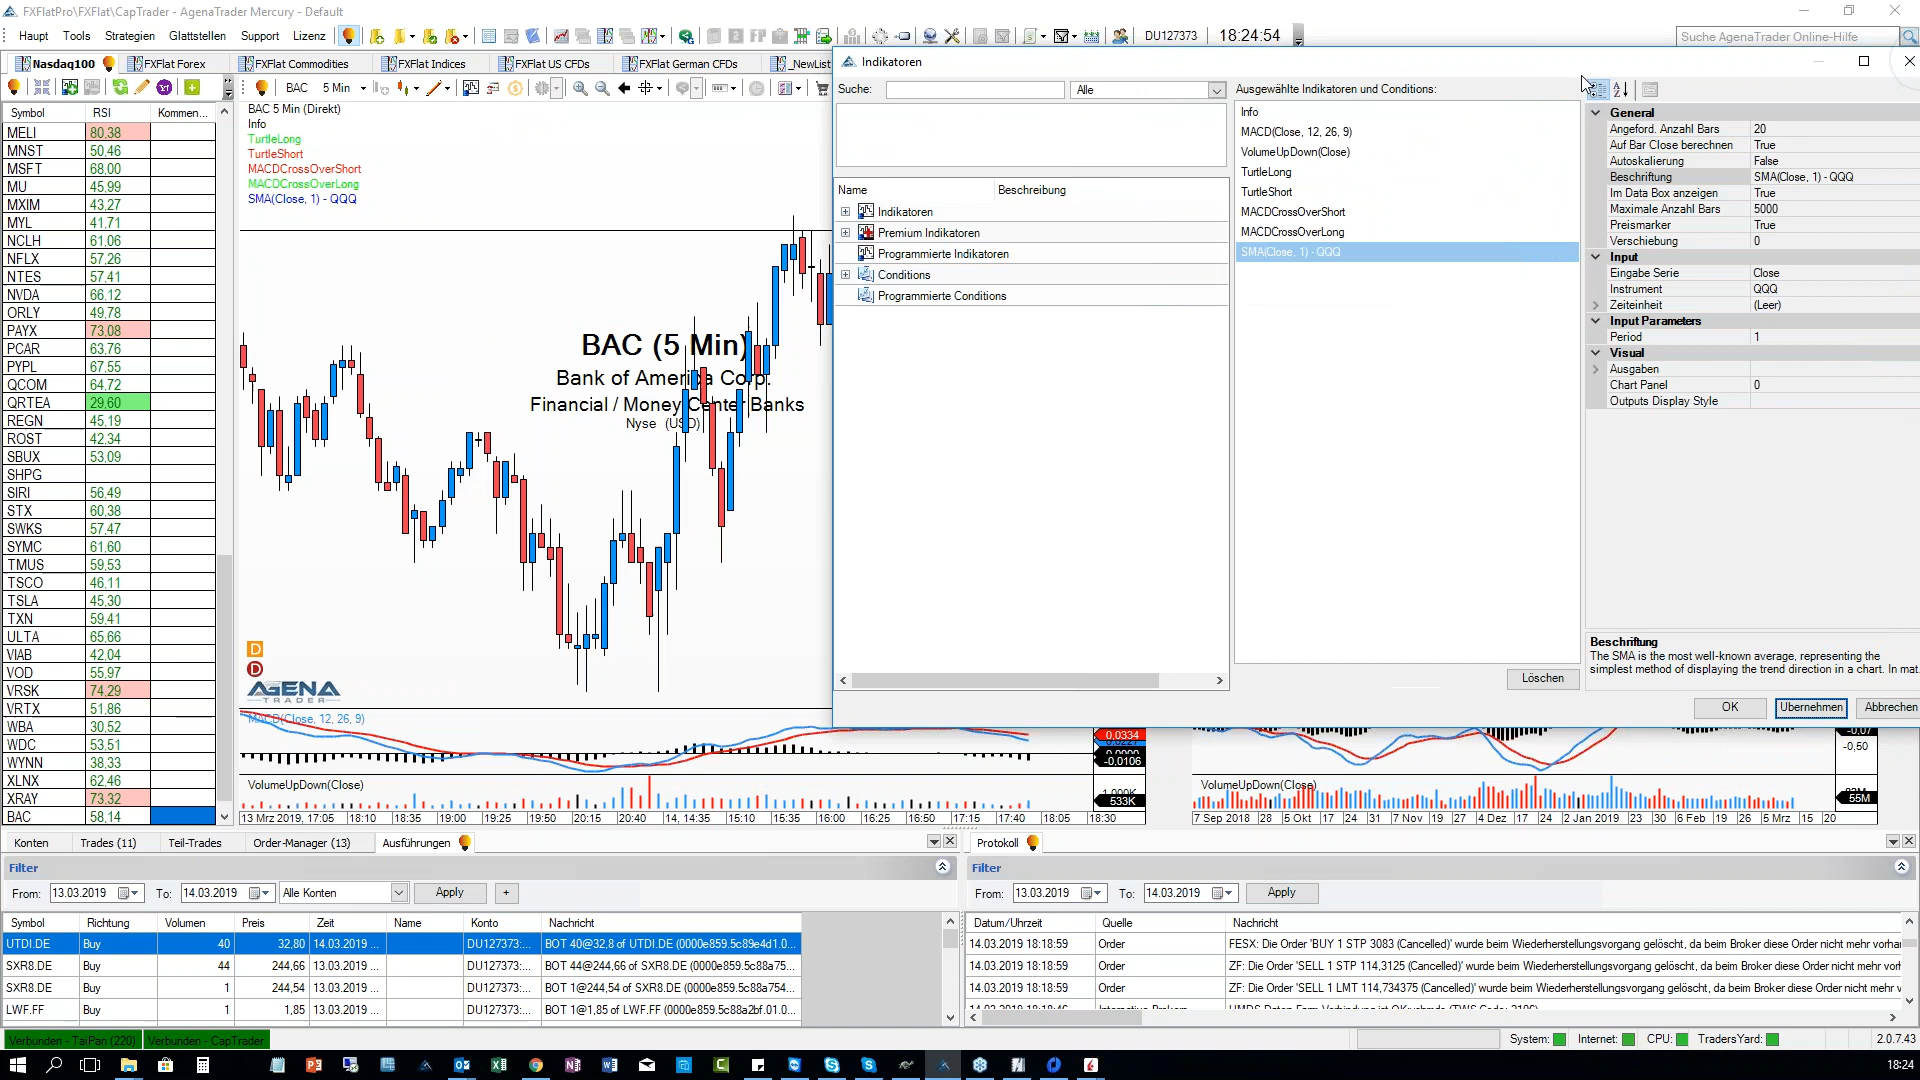 FXFlatPro\FXFlat\CapTrader - AgenaTrader Mercury - Default
Haupt Tools Strategien Glattstellen Support Lizenz DU127373 18:24:54 Suche AgenaTrader Online-Hilfe
Nasdaq100 FXFlat Forex FXFlat Commodities FXFlat Indices FXFlat US CFDs FXFlat German CFDs _NewList
BAC 5 Min
Symbol RSI Kommen...
MELI 80,38
MNST 50,46
MSFT 68,00
MU 45,99
MXIM 43,27
MYL 41,71
NCLH 61,06
NFLX 57,26
NTES 57,41
NVDA 66,12
ORLY 49,78
PAYX 73,08
PCAR 63,76
PYPL 67,55
QCOM 64,72
QRTEA 29,60
REGN 45,19
ROST 42,34
SBUX 53,09
SHPG
SIRI 56,49
STX 60,38
SWKS 57,47
SYMC 61,60
TMUS 59,53
TSCO 46,11
TSLA 45,30
TXN 59,41
ULTA 65,66
VIAB 42,04
VOD 55,97
VRSK 74,29
VRTX 51,86
WBA 30,52
WDC 53,51
WYNN 38,33
XLNX 62,46
XRAY 73,32
BAC 58,14
BAC 5 Min (Direkt)
Info
TurtleLong
TurtleShort
MACDCrossOverShort
MACDCrossOverLong
SMA(Close, 1) - QQQ
BAC (5 Min)
Bank of America Corp.
Financial / Money Center Banks
Nyse (USD)
D
D
AGENA
TRADER
MACD(Close, 12, 26, 9)
0,0334
-0,0106
VolumeUpDown(Close)
533K
13 Mrz 2019, 17:05 18:10 18:35 19:00 19:25 19:50 20:15 20:40 14, 14:35 15:10 15:35 16:00 16:25 16:50 17:15 17:40 18:05 18:30
-0,07
-0,50
VolumeUpDown(Close)
55M
7 Sep 2018 28 5 Okt 17 24 31 7 Nov 19 27 4 Dez 17 24 2 Jan 2019 23 30 6 Feb 19 5 Mrz 15 20
Indikatoren
Suche: Alle
Name Beschreibung
Indikatoren
Premium Indikatoren
Programmierte Indikatoren
Conditions
Programmierte Conditions
Ausgewählte Indikatoren und Conditions:
Info
MACD(Close, 12, 26, 9)
VolumeUpDown(Close)
TurtleLong
TurtleShort
MACDCrossOverShort
MACDCrossOverLong
SMA(Close, 1) - QQQ
Löschen
General
Angeford. Anzahl Bars 20
Auf Bar Close berechnen True
Autoskalierung False
Beschriftung SMA(Close, 1) - QQQ
Im Data Box anzeigen True
Maximale Anzahl Bars 5000
Preismarker True
Verschiebung 0
Input
Eingabe Serie Close
Instrument QQQ
Zeiteinheit (Leer)
Input Parameters
Period 1
Visual
Ausgaben
Chart Panel 0
Outputs Display Style
Beschriftung
The SMA is the most well-known average, representing the
simplest method of displaying the trend direction in a chart. In mat
OK Übernehmen Abbrechen
Konten Trades (11) Teil-Trades Order-Manager (13) Ausführungen
Filter
From: 13.03.2019 To: 14.03.2019 Alle Konten Apply +
Symbol Richtung Volumen Preis Zeit Name Konto Nachricht
UTDI.DE Buy 40 32,80 14.03.2019 ... DU127373:... BOT 40@32,8 of UTDI.DE (0000e859.5c89e4d1.0...
SXR8.DE Buy 44 244,66 13.03.2019 ... DU127373:... BOT 44@244,66 of SXR8.DE (0000e859.5c88a75...
SXR8.DE Buy 1 244,54 13.03.2019 ... DU127373:... BOT 1@244,54 of SXR8.DE (0000e859.5c88a754...
LWF.FF Buy 1 1,85 13.03.2019 ... DU127373:... BOT 1@1,85 of LWF.FF (0000e859.5c88a2bf.01.0...
Protokoll
Filter
From: 13.03.2019 To: 14.03.2019 Apply
Datum/Uhrzeit Quelle Nachricht
14.03.2019 18:18:59 Order FESX: Die Order 'BUY 1 STP 3083 (Cancelled)' wurde beim Wiederherstellungsvorgang gelöscht, da beim Broker diese Order nicht mehr vorha
14.03.2019 18:18:59 Order ZF: Die Order 'SELL 1 STP 114,3125 (Cancelled)' wurde beim Wiederherstellungsvorgang gelöscht, da beim Broker diese Order nicht mehr vor
14.03.2019 18:18:59 Order ZF: Die Order 'SELL 1 LMT 114,734375 (Cancelled)' wurde beim Wiederherstellungsvorgang gelöscht, da beim Broker diese Order nicht mehr v
Verbunden - TaiPan (220) Verbunden - CapTrader System: Internet: CPU: TradersYard: 2.0.7.43
18:24